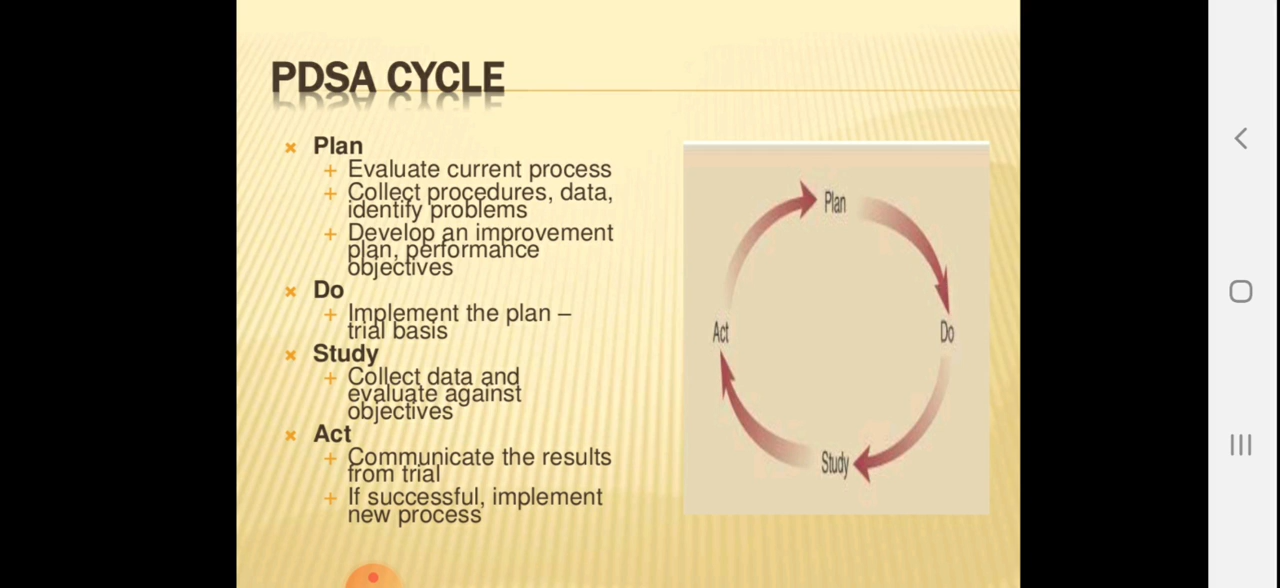 PDSA CYCLE
Plan
Evaluate current process
Collect procedures, data,
identify problems
Develop an improvement
plan, performance
objectives
Do
Implement the plan –
trial basis
Study
Collect data and
evaluate against
objectives
Act
Communicate the results
from trial
If successful, implement
new process
Plan
Act
Do
Study